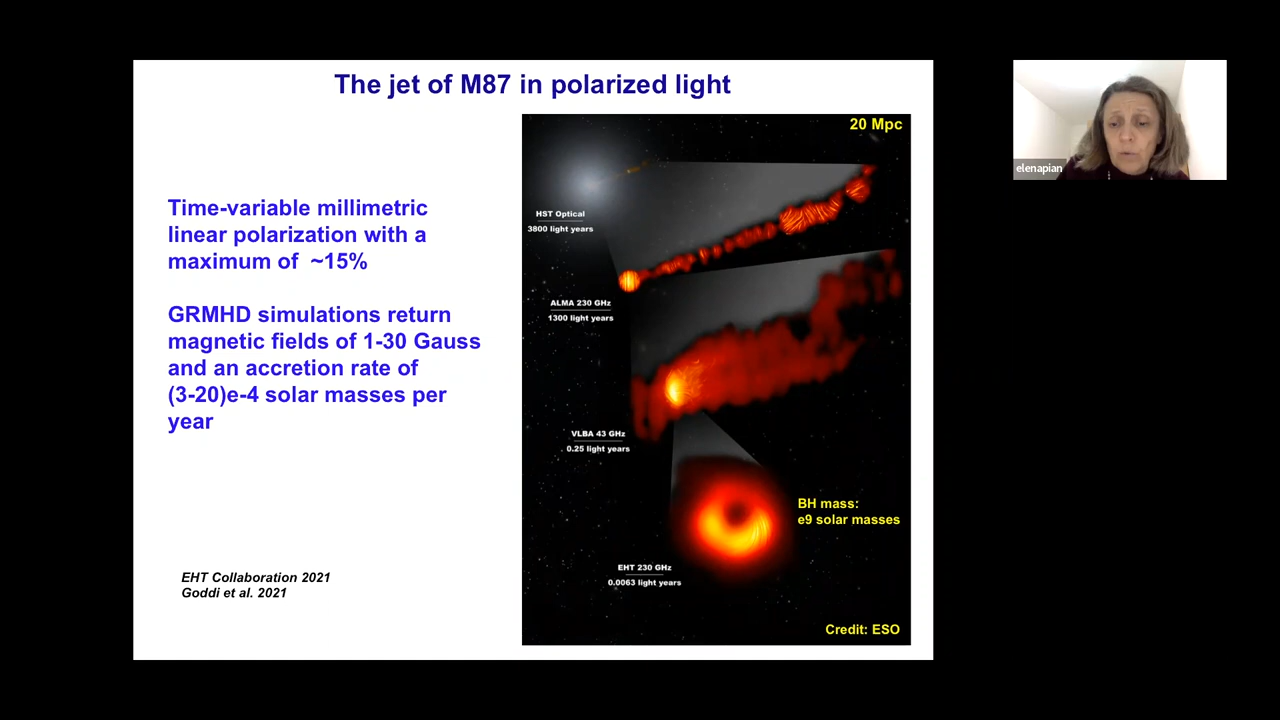 The jet of M87 in polarized light
20 Mpc
elenapian
Time-variable millimetric
linear polarization with a
maximum of ~15%
GRMHD simulations return
magnetic fields of 1-30 Gauss
and an accretion rate of
(3-20)e-4 solar masses per
year
HST Optical
3800 light years
ALMA 230 GHz
1300 light years
VLBA 43 GHz
0.25 light years
BH mass:
e9 solar masses
EHT 230 GHz
0.0063 light years
EHT Collaboration 2021
Goddi et al. 2021
Credit: ESO